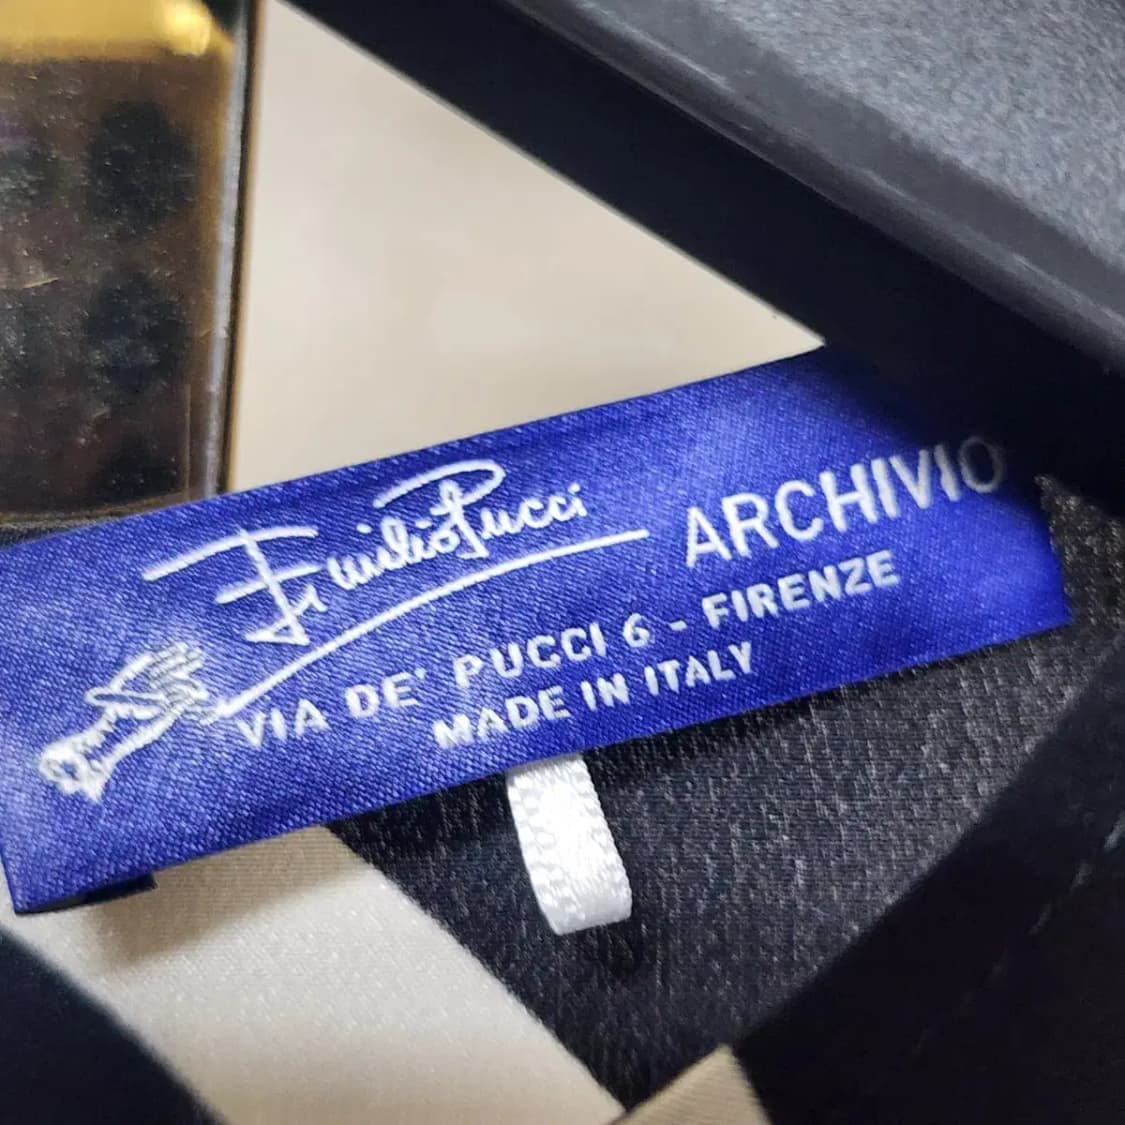 Emilio Pucci
ARCHIVIO
VIA DE' PUCCI 6 - FIRENZE
MADE IN ITALY